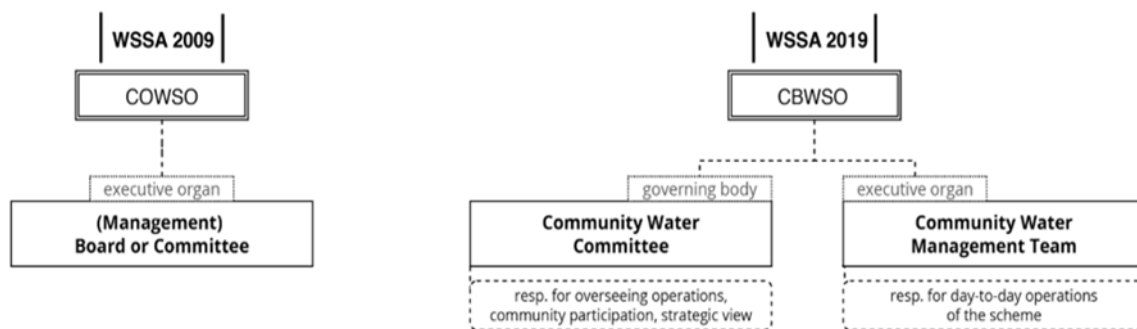 WSSA 2009
COWSO
executive organ
(Management)
Board or Committee
WSSA 2019
CBWSO
governing body
Community Water
Committee
resp. for overseeing operations,
community participation, strategic view
executive organ
Community Water
Management Team
resp. for day-to-day operations
of the scheme